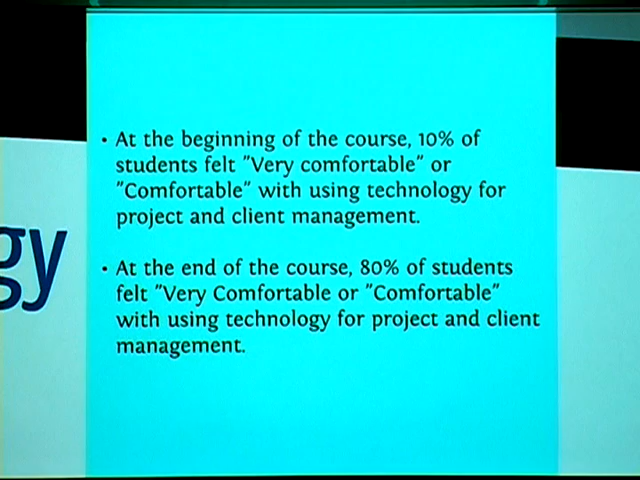 • At the beginning of the course, 10% of
students felt "Very comfortable" or
"Comfortable" with using technology for
project and client management.
• At the end of the course, 80% of students
felt "Very Comfortable or "Comfortable"
with using technology for project and client
management.
gy